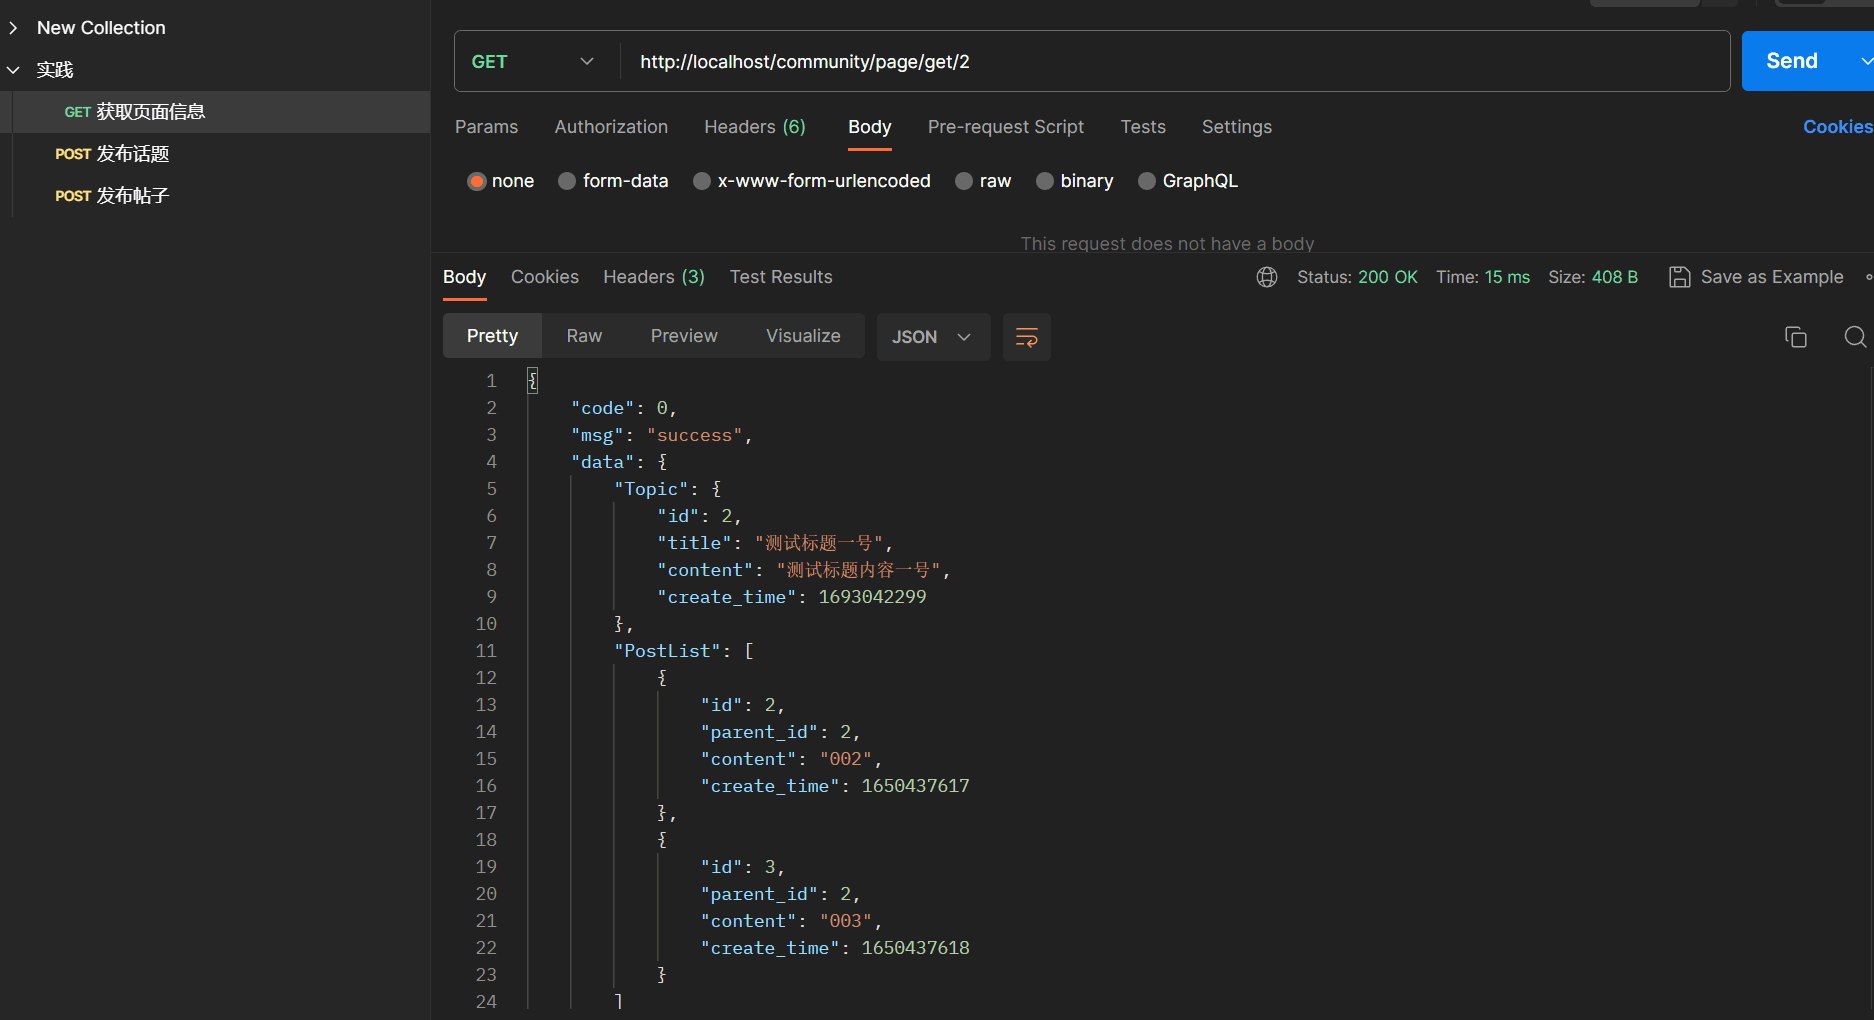 New Collection
实践
GET 获取页面信息
POST 发布话题
POST 发布帖子
GET http://localhost/community/page/get/2 Send
Params Authorization Headers (6) Body Pre-request Script Tests Settings Cookies
none form-data x-www-form-urlencoded raw binary GraphQL
This request does not have a body
Body Cookies Headers (3) Test Results Status: 200 OK Time: 15 ms Size: 408 B Save as Example
Pretty Raw Preview Visualize JSON
1 {
2 "code": 0,
3 "msg": "success",
4 "data": {
5 "Topic": {
6 "id": 2,
7 "title": "测试标题一号",
8 "content": "测试标题内容一号",
9 "create_time": 1693042299
10 },
11 "PostList": [
12 {
13 "id": 2,
14 "parent_id": 2,
15 "content": "002",
16 "create_time": 1650437617
17 },
18 {
19 "id": 3,
20 "parent_id": 2,
21 "content": "003",
22 "create_time": 1650437618
23 }
24 ]